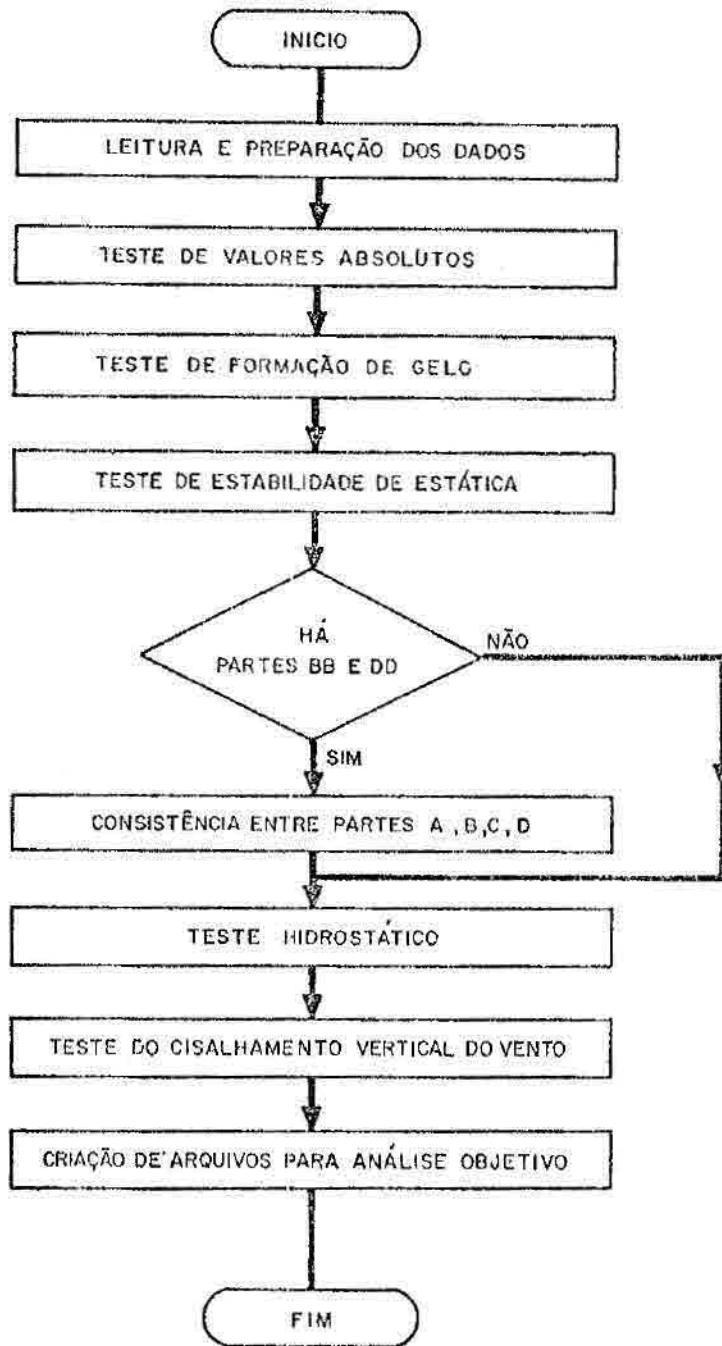 INICIO
LEITURA E PREPARAÇÃO DOS DADOS
TESTE DE VALORES ABSOLUTOS
TESTE DE FORMAÇÃO DE GELO
TESTE DE ESTABILIDADE DE ESTÁTICA
HÁ
PARTES BB E DD
NÃO
SIM
CONSISTÊNCIA ENTRE PARTES A, B, C, D
TESTE HIDROSTÁTICO
TESTE DO CISALHAMENTO VERTICAL DO VENTO
CRIAÇÃO DE ARQUIVOS PARA ANÁLISE OBJETIVO
FIM